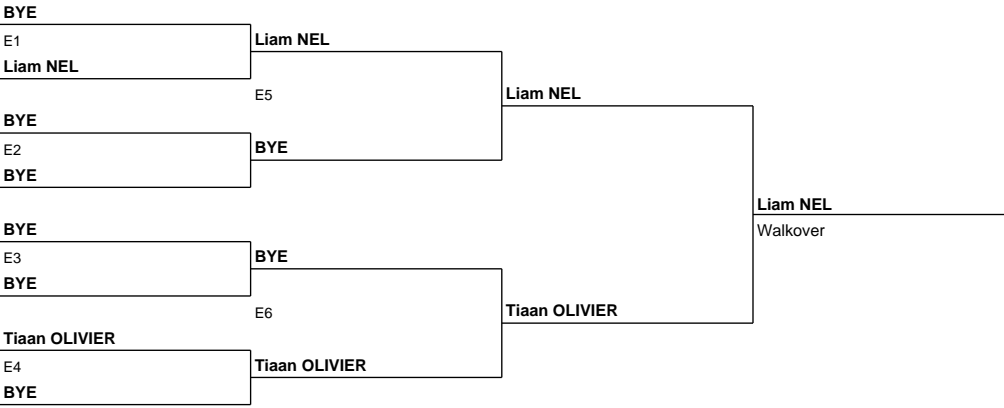 BYE
E1
Liam NEL
Liam NEL
E5
Liam NEL
BYE
E2
BYE
BYE
Liam NEL
Walkover
BYE
E3
BYE
BYE
E6
Tiaan OLIVIER
Tiaan OLIVIER
E4
Tiaan OLIVIER
BYE